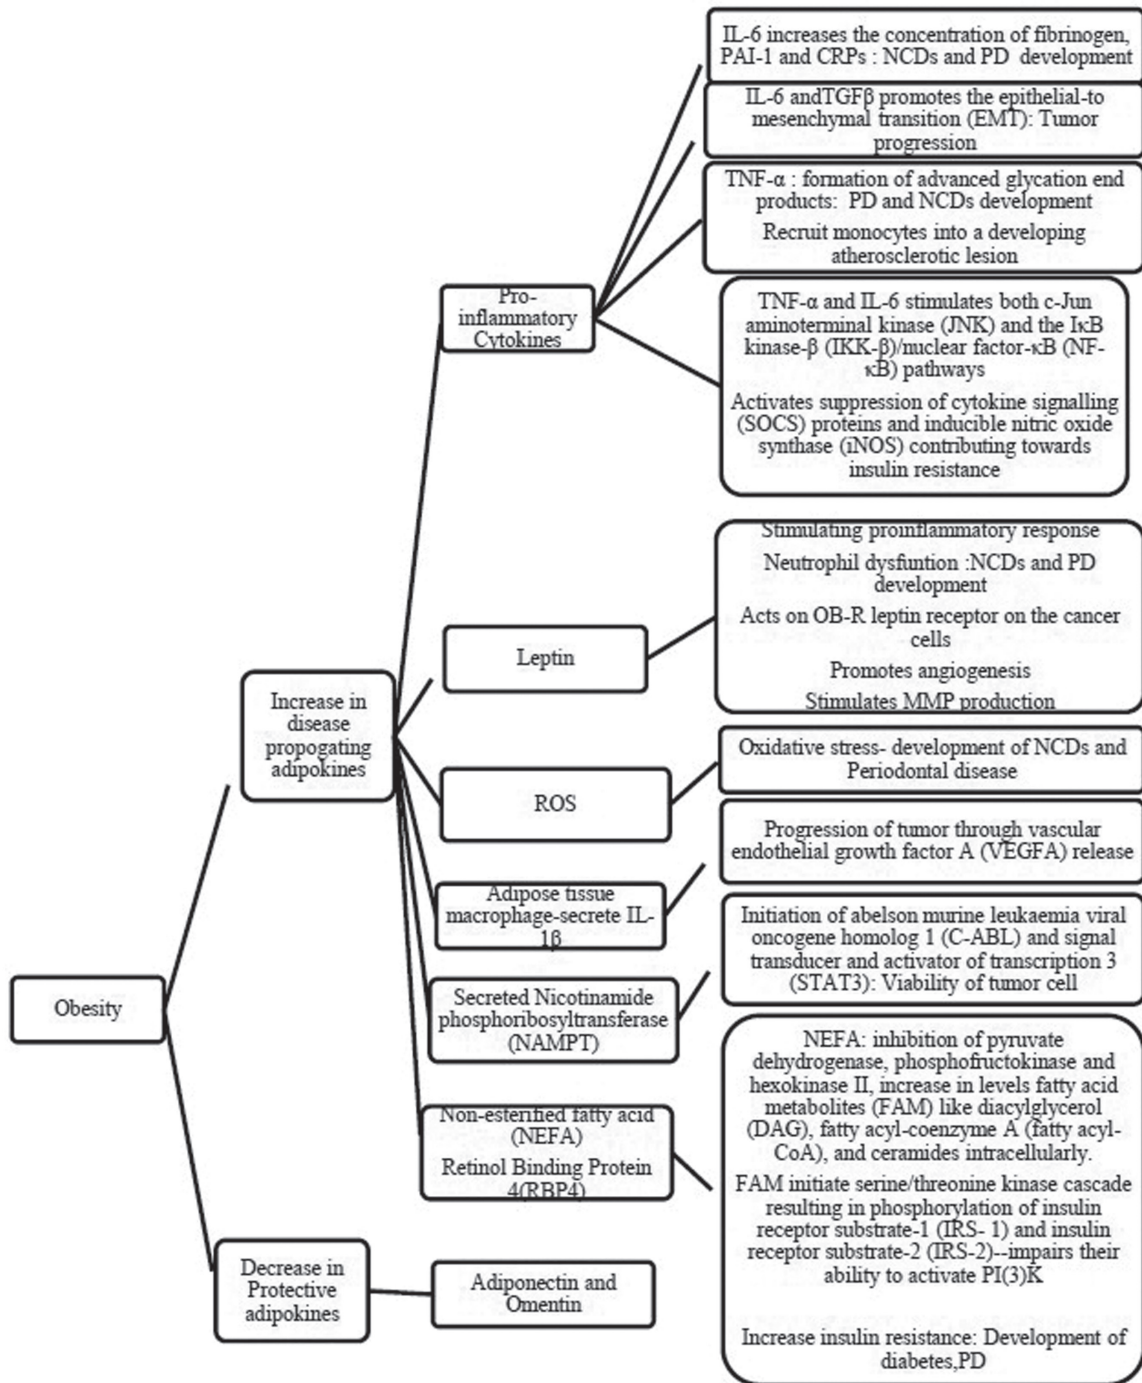 IL-6 increases the concentration of fibrinogen,
PAI-1 and CRPs : NCDs and PD development
IL-6 andTGFβ promotes the epithelial-to
mesenchymal transition (EMT): Tumor
progression
TNF-α : formation of advanced glycation end
products: PD and NCDs development
Recruit monocytes into a developing
atherosclerotic lesion
Pro-
inflammatory
Cytokines
TNF-α and IL-6 stimulates both c-Jun
aminoterminal kinase (JNK) and the IκB
kinase-β (IKK-β)/nuclear factor-κB (NF-
κB) pathways
Activates suppression of cytokine signalling
(SOCS) proteins and inducible nitric oxide
synthase (iNOS) contributing towards
insulin resistance
Stimulating proinflammatory response
Neutrophil dysfuntion :NCDs and PD
development
Acts on OB-R leptin receptor on the cancer
cells
Promotes angiogenesis
Stimulates MMP production
Leptin
Increase in
disease
propogating
adipokines
Oxidative stress- development of NCDs and
Periodontal disease
ROS
Progression of tumor through vascular
endothelial growth factor A (VEGFA) release
Adipose tissue
macrophage-secrete IL-
1β
Initiation of abelson murine leukaemia viral
oncogene homolog 1 (C-ABL) and signal
transducer and activator of transcription 3
(STAT3): Viability of tumor cell
Obesity
Secreted Nicotinamide
phosphoribosyltransferase
(NAMPT)
NEFA: inhibition of pyruvate
dehydrogenase, phosphofructokinase and
hexokinase II, increase in levels fatty acid
metabolites (FAM) like diacylglycerol
(DAG), fatty acyl-coenzyme A (fatty acyl-
CoA), and ceramides intracellularly.
FAM initiate serine/threonine kinase cascade
resulting in phosphorylation of insulin
receptor substrate-1 (IRS- 1) and insulin
receptor substrate-2 (IRS-2)--impairs their
ability to activate PI(3)K
Increase insulin resistance: Development of
diabetes,PD
Non-esterified fatty acid
(NEFA)
Retinol Binding Protein
4(RBP4)
Decrease in
Protective
adipokines
Adiponectin and
Omentin